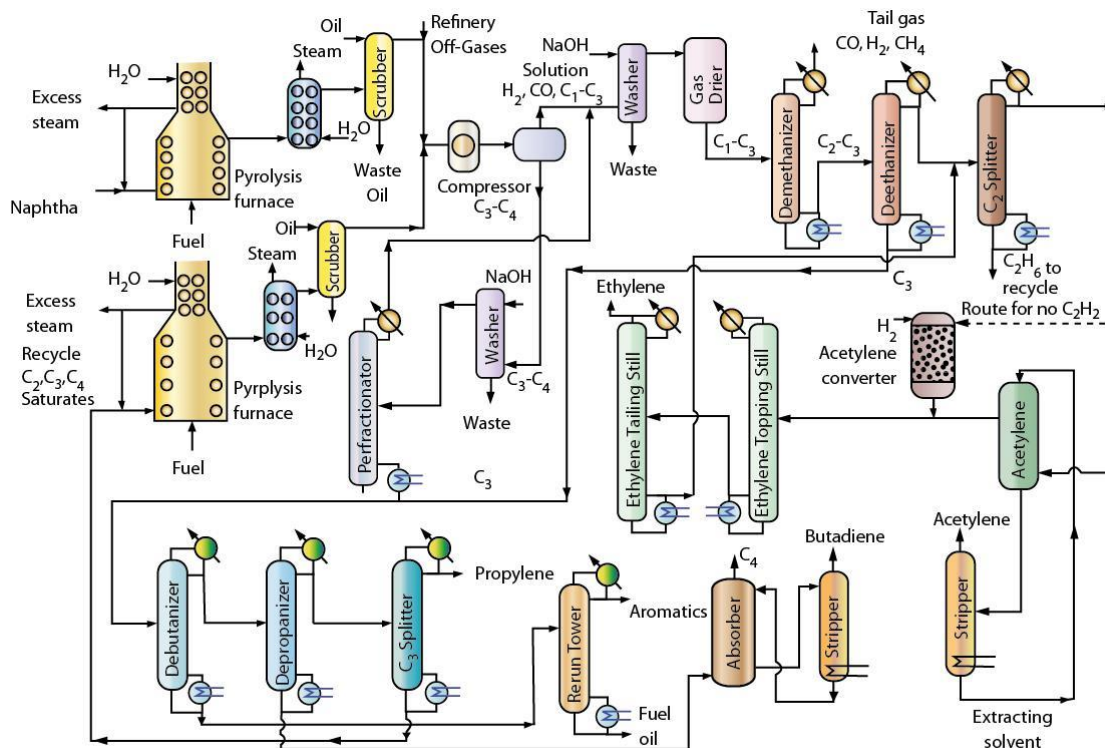 Oil
Refinery
Off-Gases
Steam
H2O
Excess
steam
Scrubber
H2O
Waste
Oil
Pyrolysis
furnace
Naphtha
Fuel
Compressor
C3–C4
NaOH
Solution
H2, CO, C1–C3
Washer
Waste
Gas
Drier
C1–C3
Tail gas
CO, H2, CH4
Demethanizer
C2–C3
Deethanizer
C2 Splitter
C3
C2H6 to
recycle
Route for no C2H2
Oil
Steam
H2O
Scrubber
H2O
Excess
steam
Recycle
C2,C3,C4
Saturates
Pyrpolysis
furnace
Fuel
NaOH
Washer
C3–C4
Waste
Perfractionator
C3
Ethylene
Ethylene Tailing Still
Ethylene Topping Still
H2
Acetylene
converter
Acetylene
Acetylene
Stripper
Extracting
solvent
Debutanizer
Depropanizer
C3 Splitter
Propylene
Rerun Tower
Aromatics
Fuel
oil
C4
Absorber
Butadiene
Stripper